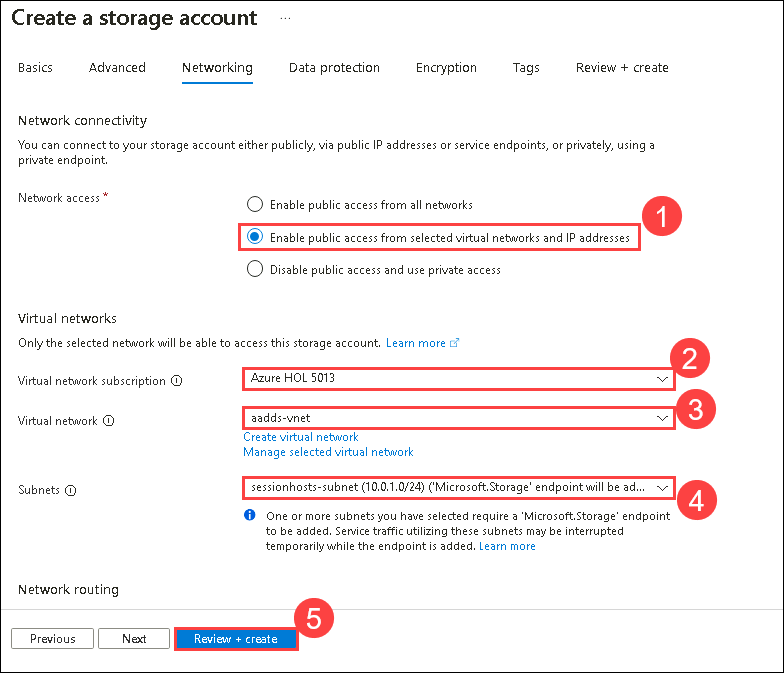 Create a storage account ...
Basics Advanced Networking Data protection Encryption Tags Review + create
Network connectivity
You can connect to your storage account either publicly, via public IP addresses or service endpoints, or privately, using a
private endpoint.
Network access *
Enable public access from all networks
1
Enable public access from selected virtual networks and IP addresses
Disable public access and use private access
Virtual networks
Only the selected network will be able to access this storage account. Learn more
2
Virtual network subscription Azure HOL 5013
3
Virtual network aadds-vnet
Create virtual network
Manage selected virtual network
Subnets sessionhosts-subnet (10.0.1.0/24) ('Microsoft.Storage' endpoint will be ad...
4
One or more subnets you have selected require a 'Microsoft.Storage' endpoint
to be added. Service traffic utilizing these subnets may be interrupted
temporarily while the endpoint is added. Learn more
Network routing
5
Previous Next Review + create